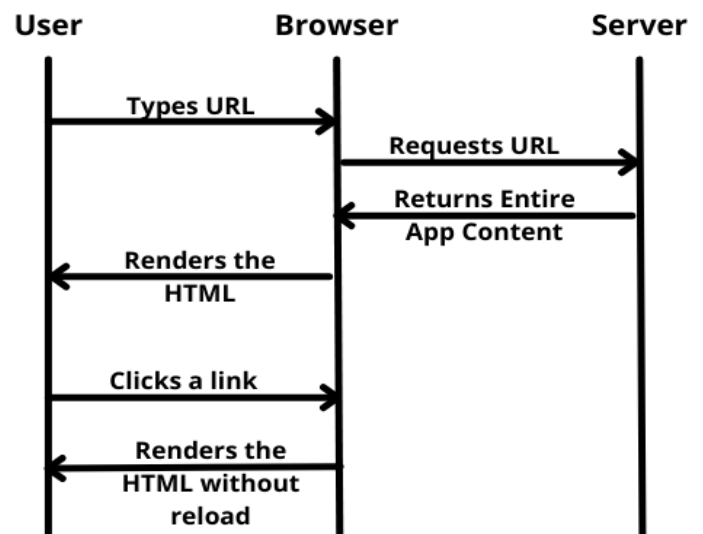 User Browser Server
Types URL
Requests URL
Returns Entire
App Content
Renders the
HTML
Clicks a link
Renders the
HTML without
reload